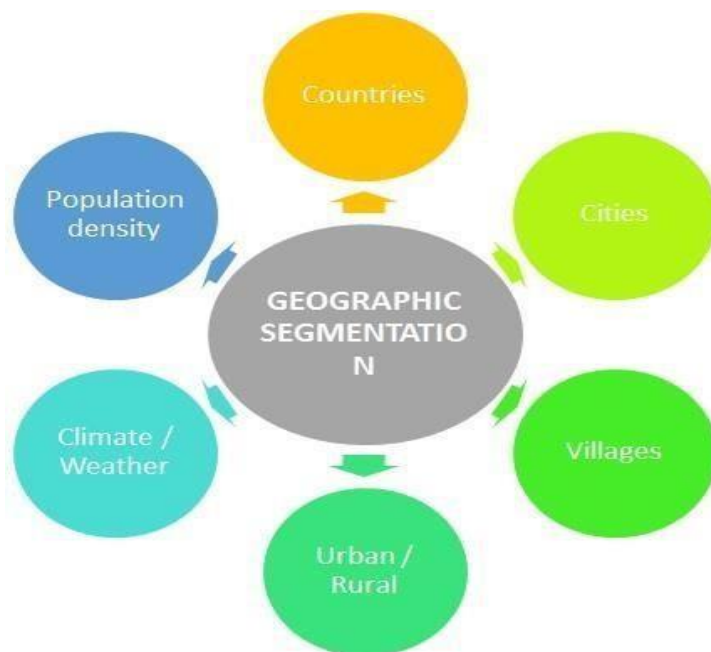 Countries
Population
density
Cities
GEOGRAPHIC
SEGMENTATIO
N
Climate /
Weather
Villages
Urban /
Rural